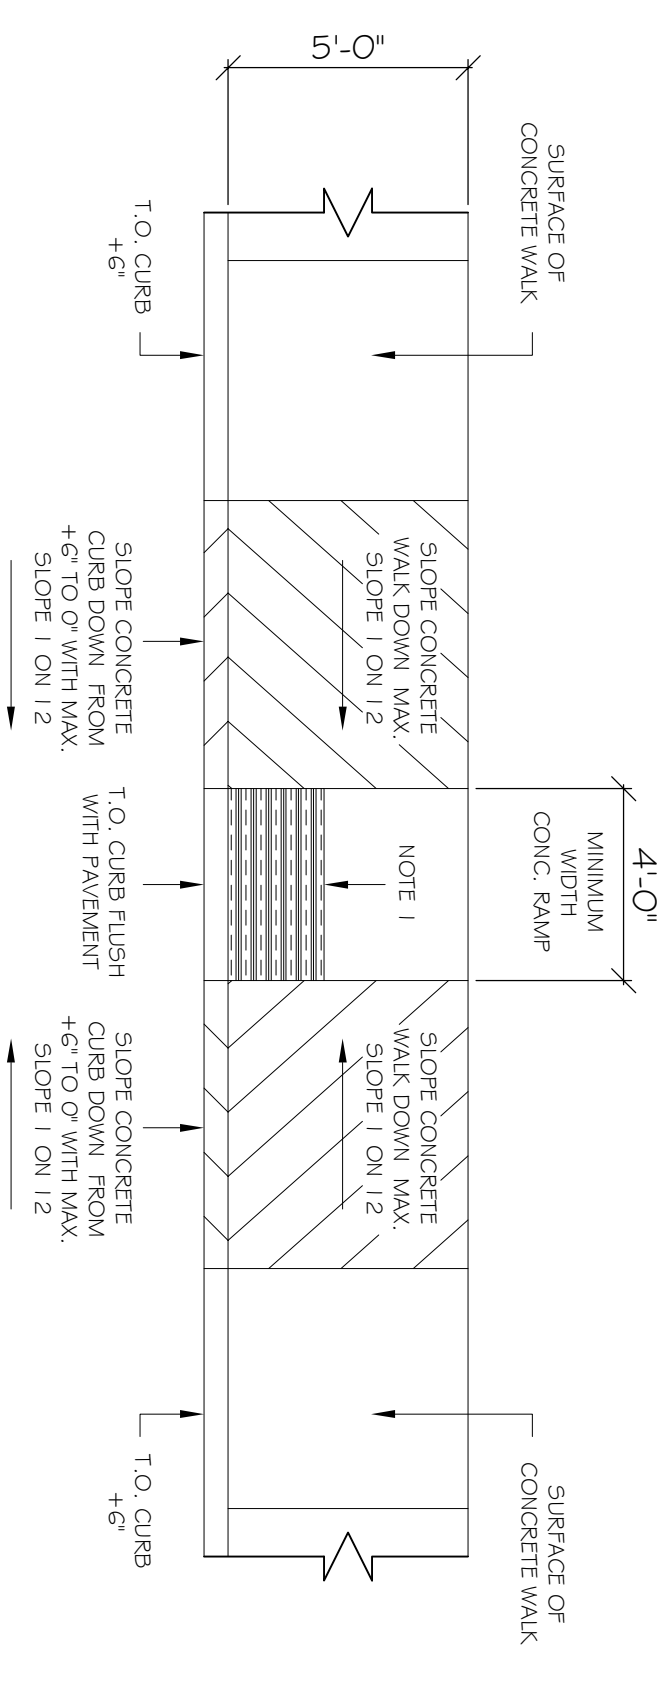 5'-0"
SURFACE OF
CONCRETE WALK
T.O. CURB
+6"
SLOPE CONCRETE
WALK DOWN MAX.
SLOPE 1 ON 12
SLOPE CONCRETE
CURB DOWN FROM
+6" TO 0" WITH MAX.
SLOPE 1 ON 12
4'-0"
MINIMUM
WIDTH
CONC. RAMP
NOTE 1
T.O. CURB FLUSH
WITH PAVEMENT
SLOPE CONCRETE
WALK DOWN MAX.
SLOPE 1 ON 12
SLOPE CONCRETE
CURB DOWN FROM
+6" TO 0" WITH MAX.
SLOPE 1 ON 12
SURFACE OF
CONCRETE WALK
T.O. CURB
+6"